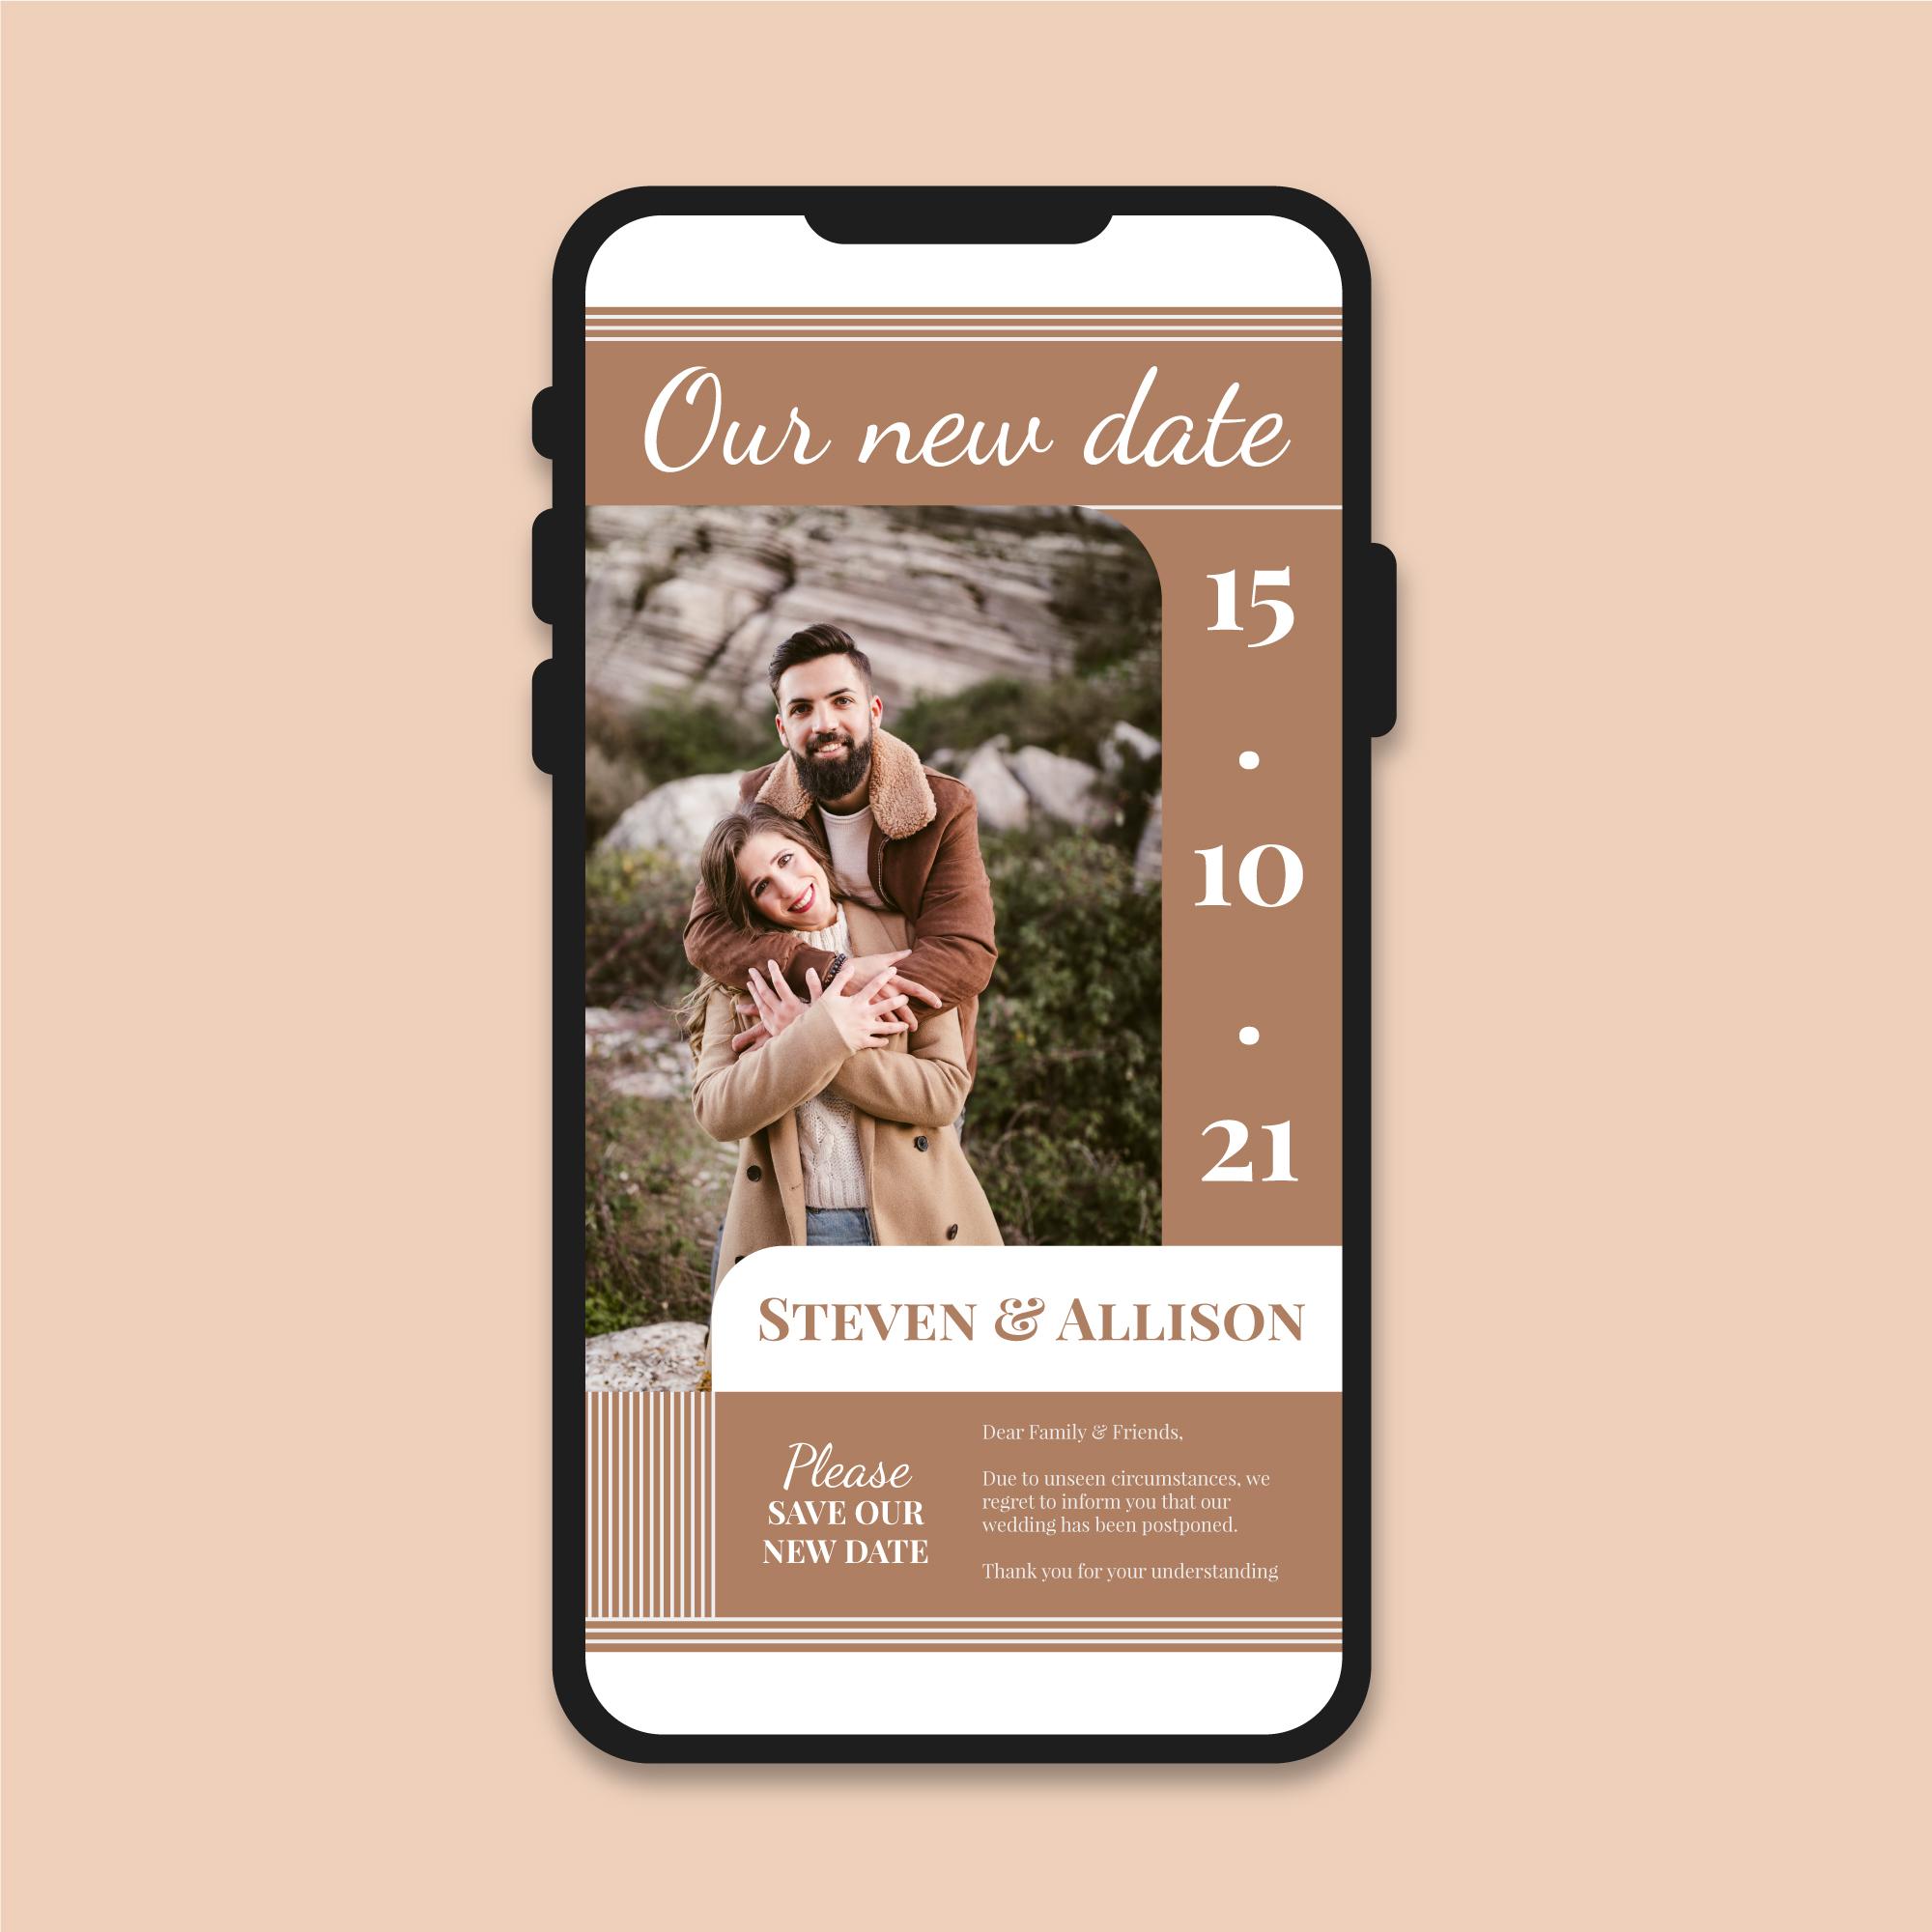 Our new date
15
•
10
•
21
STEVEN & ALLISON
Please
SAVE OUR
NEW DATE
Dear Family & Friends,
Due to unseen circumstances, we
regret to inform you that our
wedding has been postponed.
Thank you for your understanding